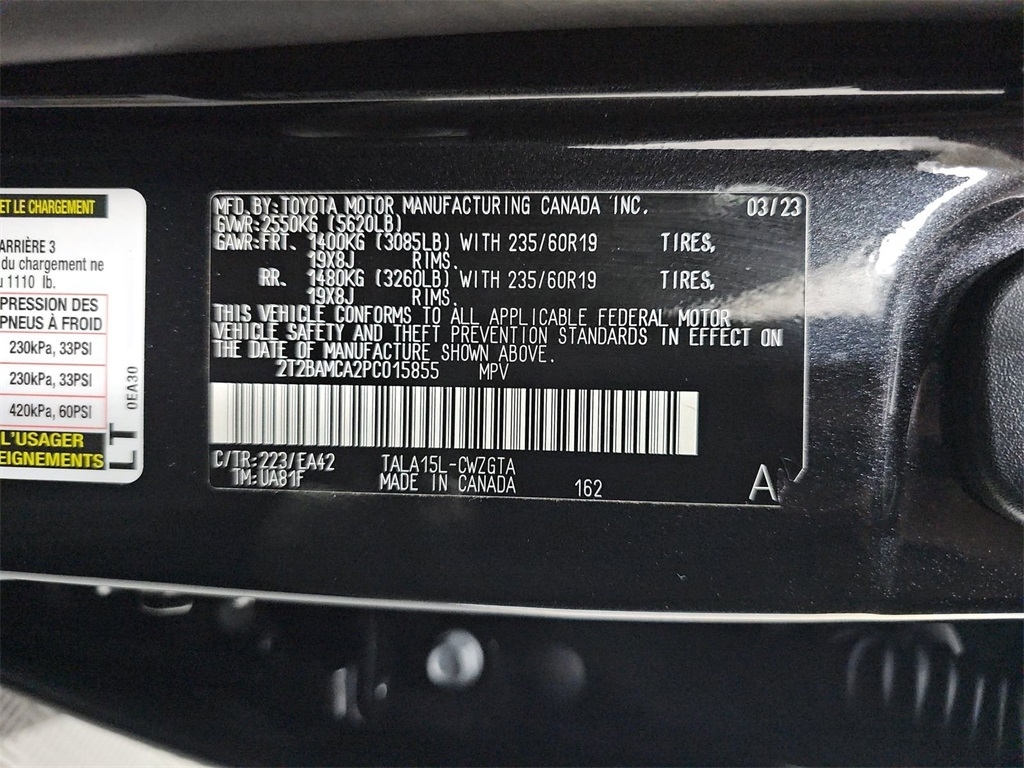 ET LE CHARGEMENT
ARRIÈRE 3
du chargement ne
1110 lb.
PRESSION DES
PNEUS À FROID
230kPa, 33PSI
230kPa, 33PSI
420kPa, 60PSI
L'USAGER
LT
0EA30
MFD. BY: TOYOTA MOTOR MANUFACTURING CANADA INC. 03/23
GVWR: 2550KG (5620LB)
GAWR: FRT. 1400KG (3085LB) WITH 235/60R19 TIRES,
19X8J RIMS.
RR. 1480KG (3260LB) WITH 235/60R19 TIRES,
19X8J RIMS.
THIS VEHICLE CONFORMS TO ALL APPLICABLE FEDERAL MOTOR
VEHICLE SAFETY AND THEFT PREVENTION STANDARDS IN EFFECT ON
THE DATE OF MANUFACTURE SHOWN ABOVE.
2T2BAMCA2PC015855 MPV
C/TR: 223/EA42 TALA15L-CWZGTA
TM: UA81F MADE IN CANADA 162 A